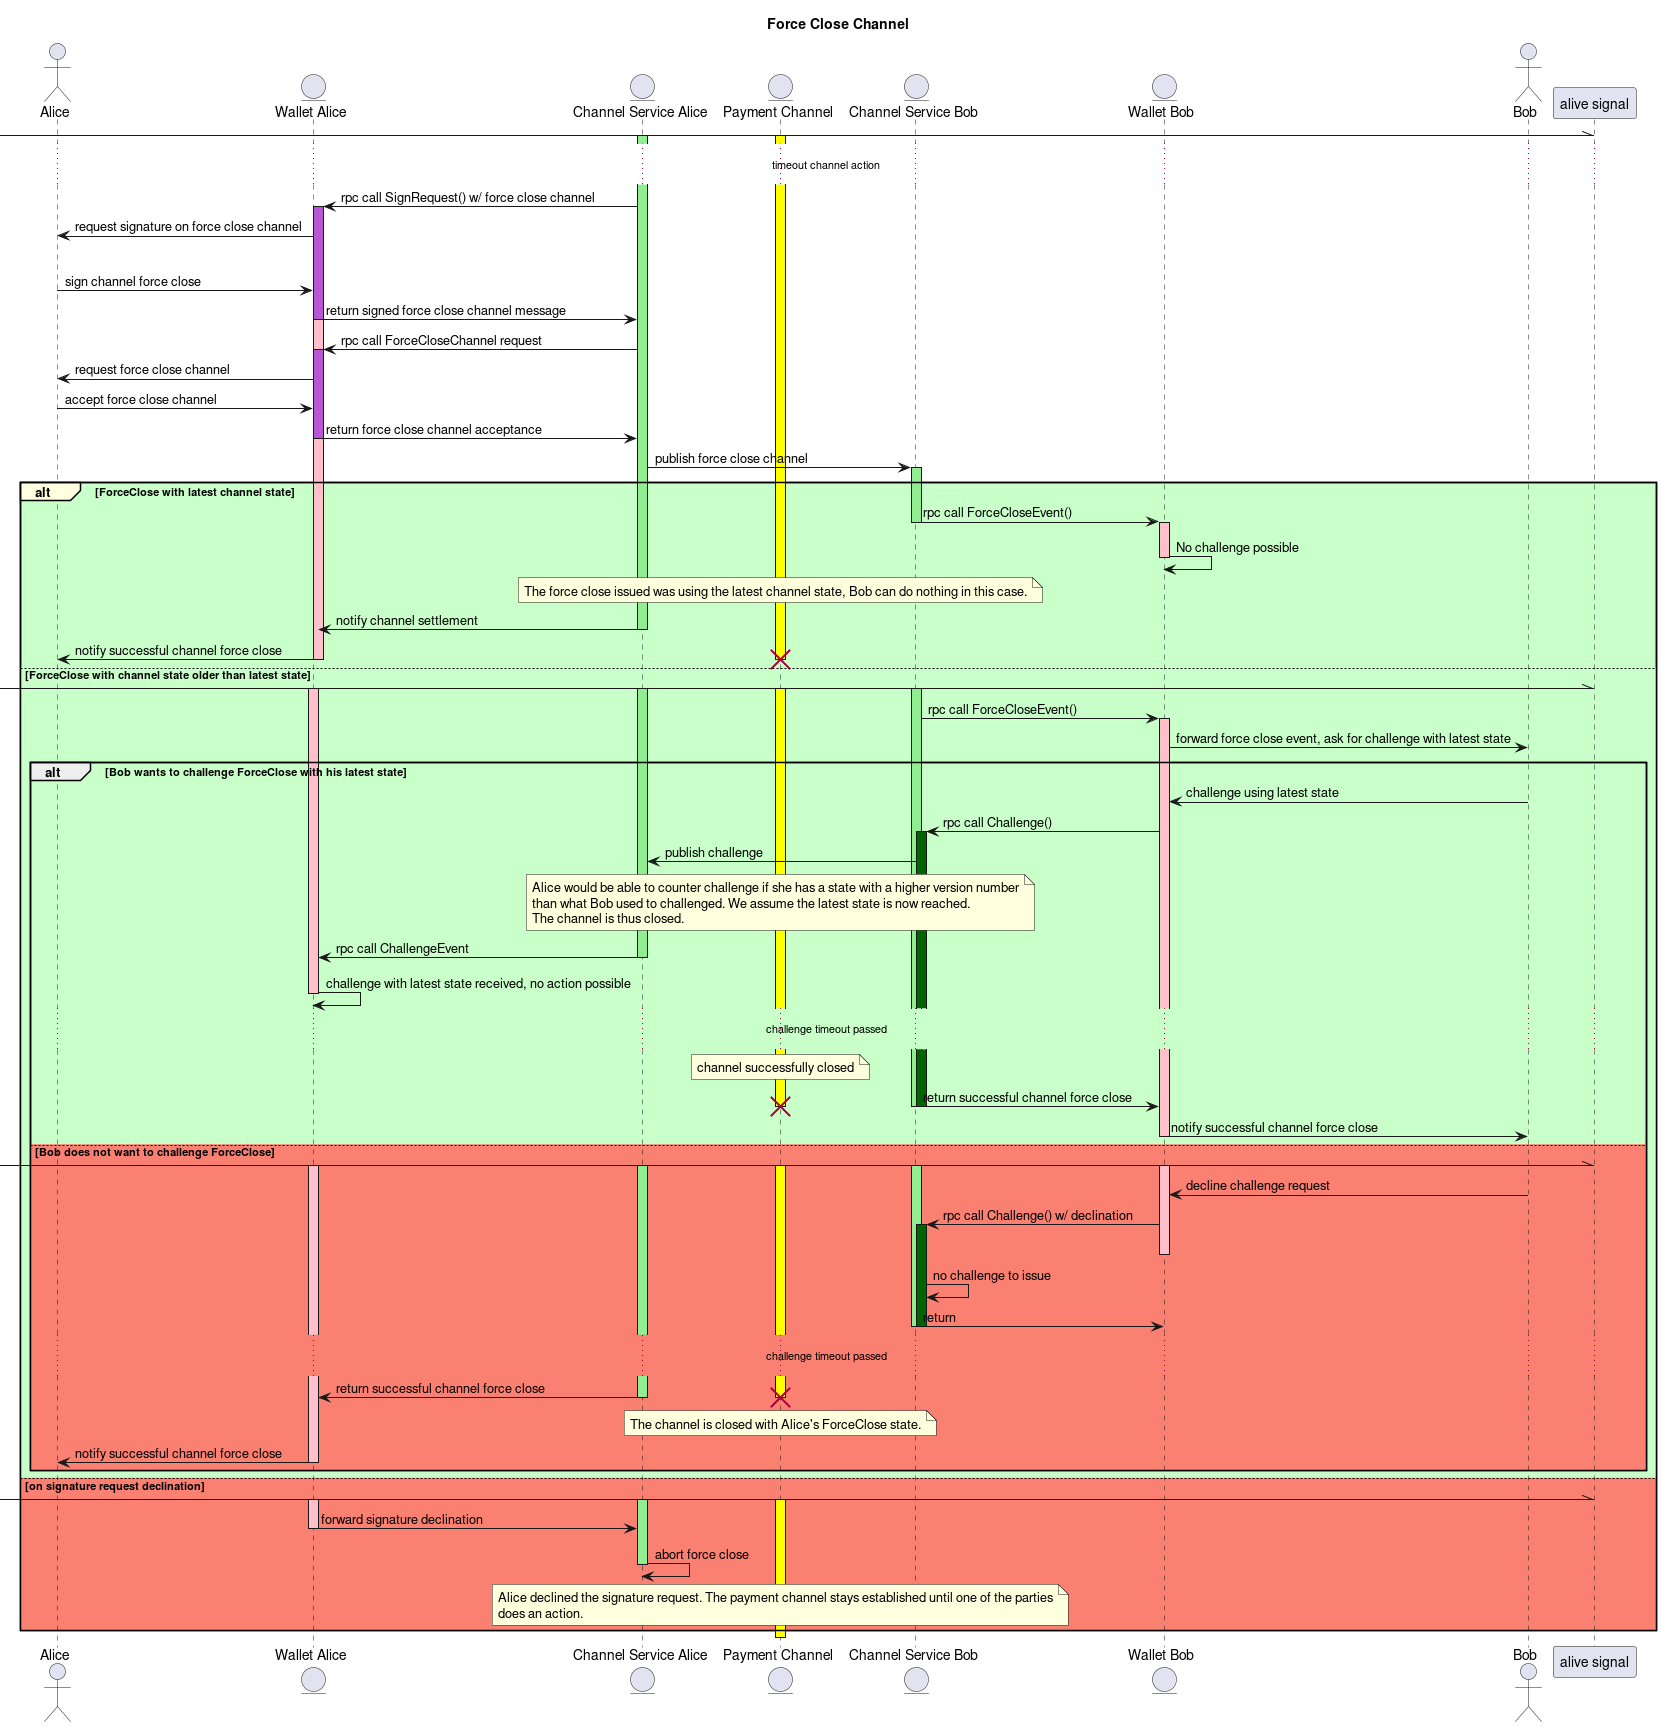 Force Close Channel
Alice
Wallet Alice
Channel Service Alice
Payment Channel
Channel Service Bob
Wallet Bob
Bob
alive signal
timeout channel action
rpc call SignRequest() w/ force close channel
request signature on force close channel
sign channel force close
return signed force close channel message
rpc call ForceCloseChannel request
request force close channel
accept force close channel
return force close channel acceptance
publish force close channel
alt
[ForceClose with latest channel state]
rpc call ForceCloseEvent()
No challenge possible
The force close issued was using the latest channel state, Bob can do nothing in this case.
notify channel settlement
notify successful channel force close
[ForceClose with channel state older than latest state]
rpc call ForceCloseEvent()
forward force close event, ask for challenge with latest state
alt
[Bob wants to challenge ForceClose with his latest state]
challenge using latest state
rpc call Challenge()
publish challenge
Alice would be able to counter challenge if she has a state with a higher version number
than what Bob used to challenged. We assume the latest state is now reached.
The channel is thus closed.
rpc call ChallengeEvent
challenge with latest state received, no action possible
challenge timeout passed
channel successfully closed
return successful channel force close
notify successful channel force close
[Bob does not want to challenge ForceClose]
decline challenge request
rpc call Challenge() w/ declination
no challenge to issue
return
challenge timeout passed
return successful channel force close
The channel is closed with Alice's ForceClose state.
notify successful channel force close
[on signature request declination]
forward signature declination
abort force close
Alice declined the signature request. The payment channel stays established until one of the parties
does an action.
Alice
Wallet Alice
Channel Service Alice
Payment Channel
Channel Service Bob
Wallet Bob
Bob
alive signal